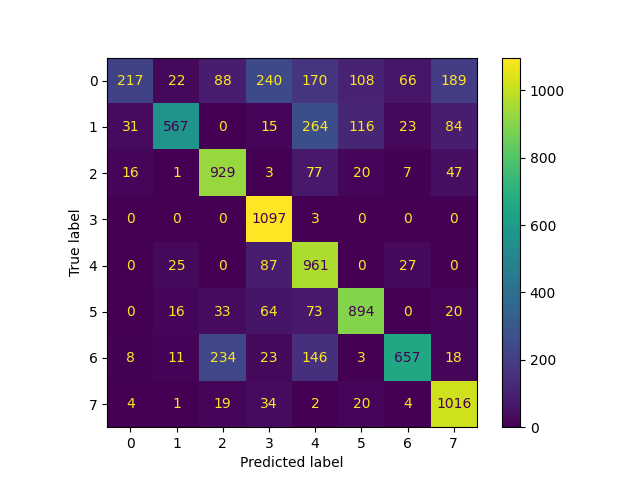 0 217 22 88 240 170 108 66 189
1 31 567 0 15 264 116 23 84
2 16 1 929 3 77 20 7 47
3 0 0 0 1097 3 0 0 0
4 0 25 0 87 961 0 27 0
5 0 16 33 64 73 894 0 20
6 8 11 234 23 146 3 657 18
7 4 1 19 34 2 20 4 1016
0 1 2 3 4 5 6 7
Predicted label
True label
1000
800
600
400
200
0